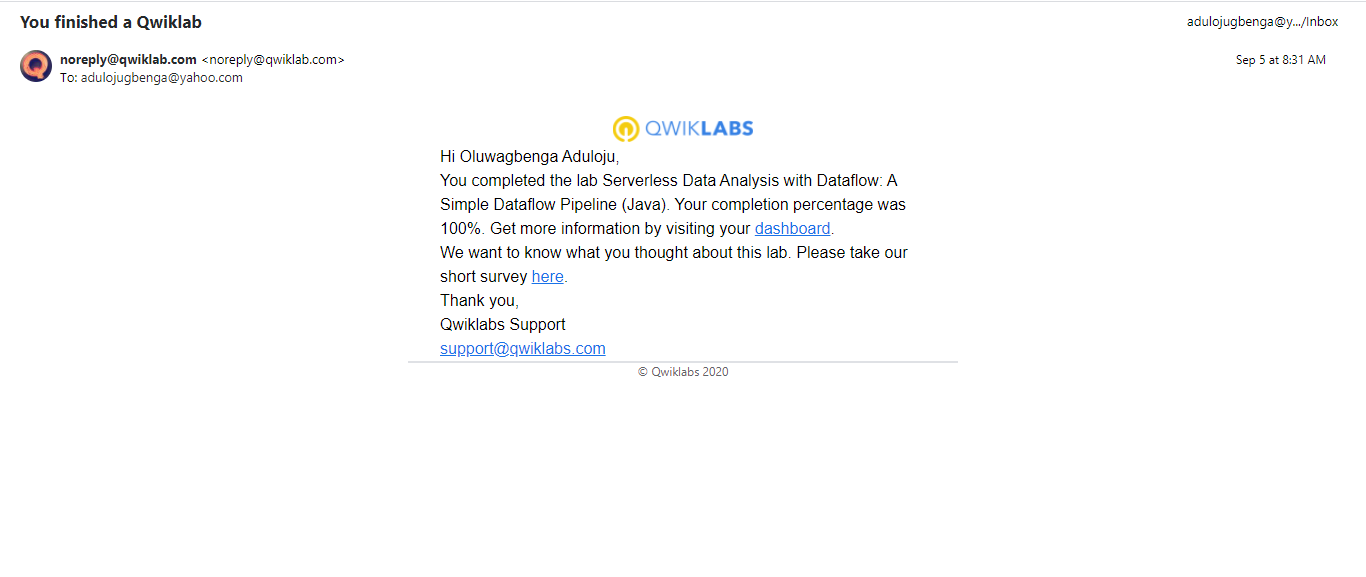 You finished a Qwiklab
adulojugbenga@y.../Inbox
noreply@qwiklab.com <noreply@qwiklab.com>
Sep 5 at 8:31 AM
To: adulojugbenga@yahoo.com
QWIKLABS
Hi Oluwagbenga Aduloju,
You completed the lab Serverless Data Analysis with Dataflow: A
Simple Dataflow Pipeline (Java). Your completion percentage was
100%. Get more information by visiting your dashboard.
We want to know what you thought about this lab. Please take our
short survey here.
Thank you,
Qwiklabs Support
support@qwiklabs.com
© Qwiklabs 2020